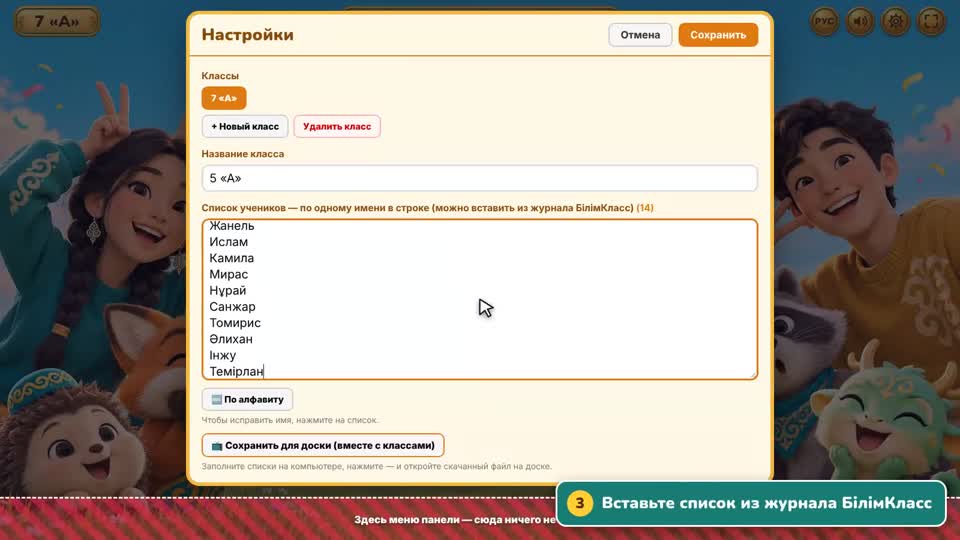 7 «А»
РУС
Настройки
Отмена
Сохранить
Классы
7 «А»
+ Новый класс
Удалить класс
Название класса
5 «А»
Список учеников — по одному имени в строке (можно вставить из журнала БілімКласс) (14)
Жанель
Ислам
Камила
Мирас
Нұрай
Санжар
Томирис
Әлихан
Інжу
Темірлан
По алфавиту
Чтобы исправить имя, нажмите на список.
Сохранить для доски (вместе с классами)
Заполните списки на компьютере, нажмите — и откройте скачанный файл на доске.
3 Вставьте список из журнала БілімКласс
Здесь меню панели — сюда ничего не